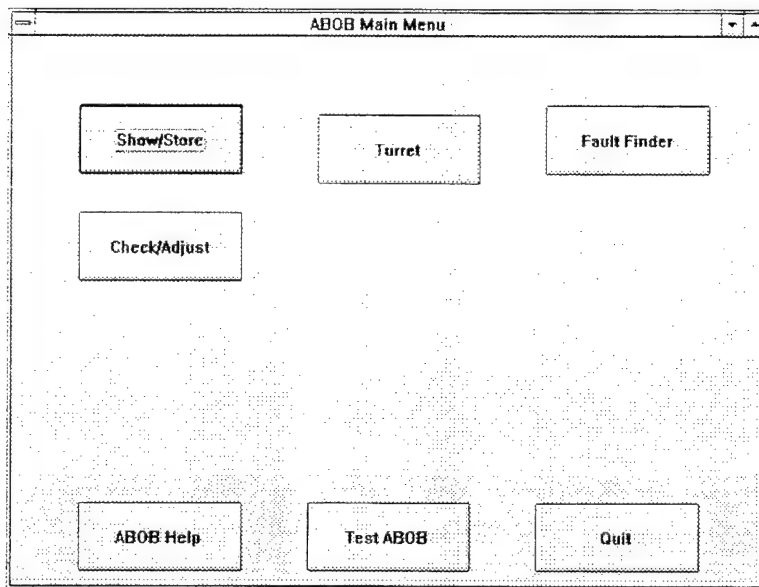 ABOB Main Menu
Show/Store
Turret
Fault Finder
Check/Adjust
ABOB Help
Test ABOB
Quit